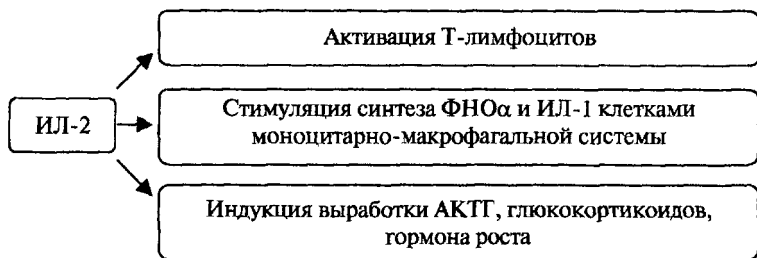 Активация Т-лимфоцитов
ИЛ-2
Стимуляция синтеза ФНОα и ИЛ-1 клетками
моноцитарно-макрофагальной системы
Индукция выработки АКТГ, глюкокортикоидов,
гормона роста